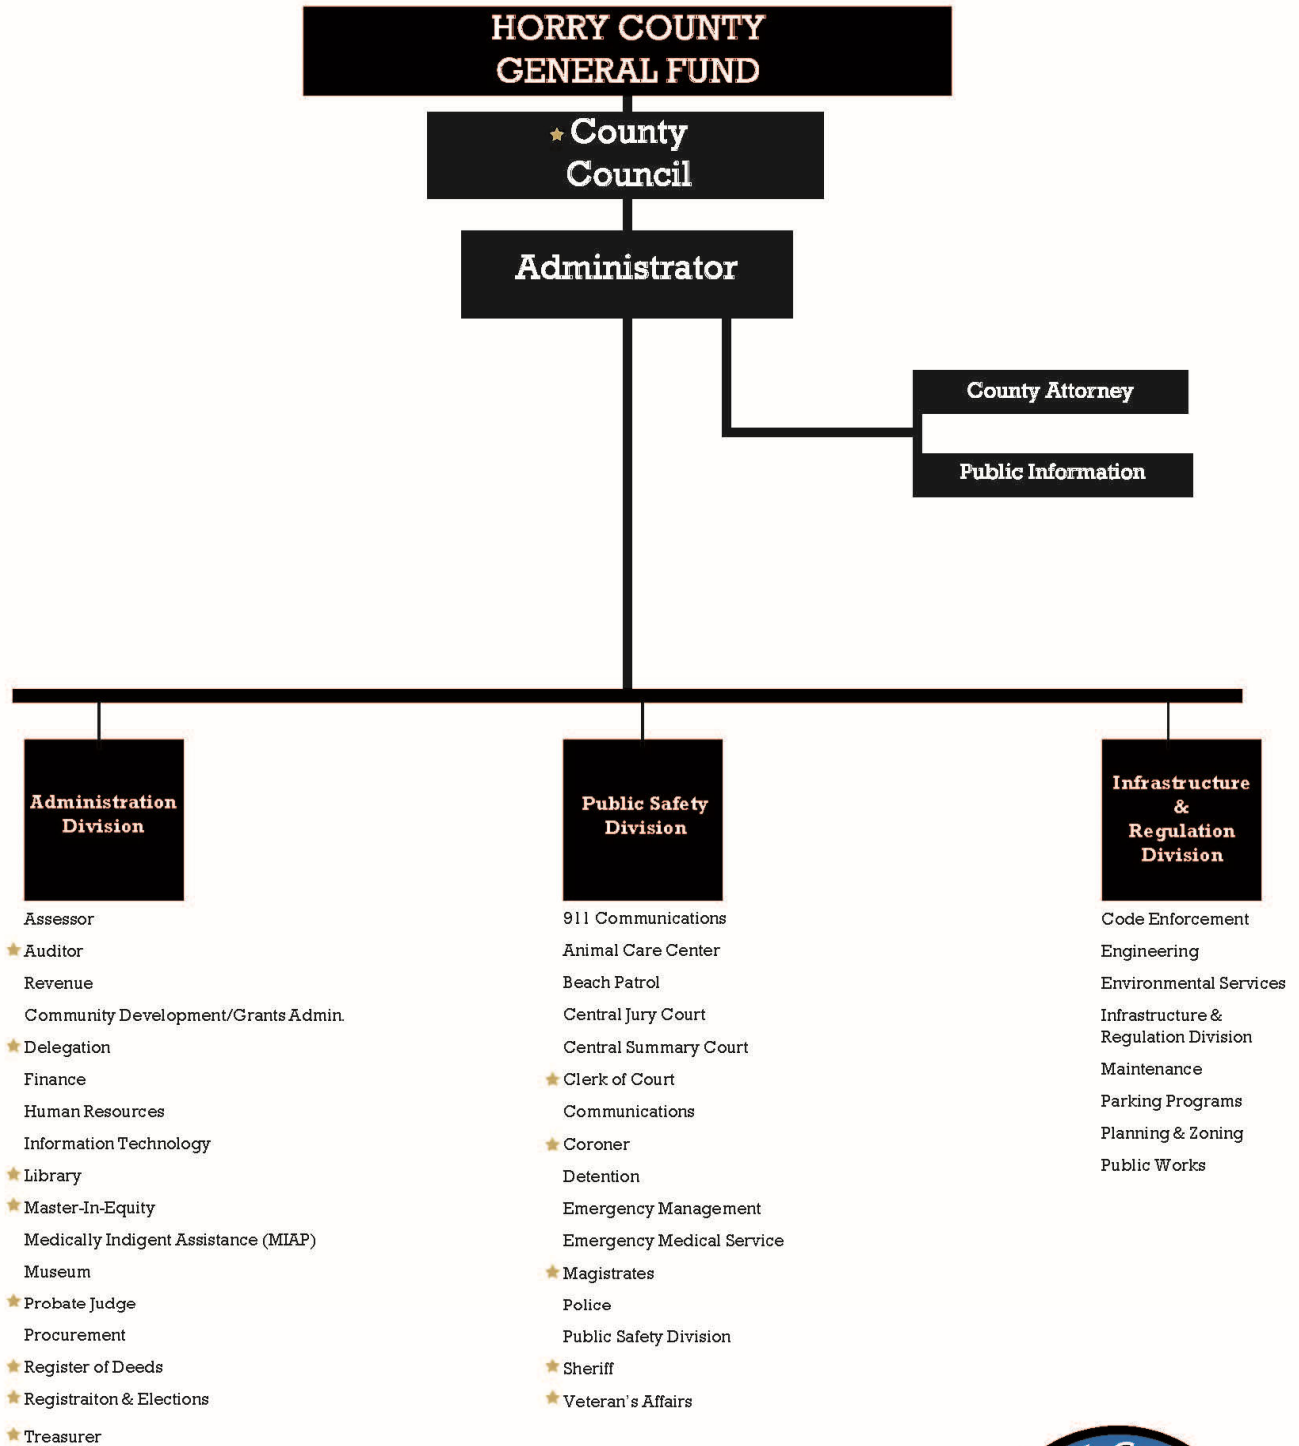 HORRY COUNTY
GENERAL FUND
County
Council
Administrator
County Attorney
Public Information
Administration
Division
Assessor
Auditor
Revenue
Community Development/Grants Admin.
Delegation
Finance
Human Resources
Information Technology
Library
Master-In-Equity
Medically Indigent Assistance (MIAP)
Museum
Probate Judge
Procurement
Register of Deeds
Registraiton & Elections
Treasurer
Public Safety
Division
911 Communications
Animal Care Center
Beach Patrol
Central Jury Court
Central Summary Court
Clerk of Court
Communications
Coroner
Detention
Emergency Management
Emergency Medical Service
Magistrates
Police
Public Safety Division
Sheriff
Veteran's Affairs
Infrastructure
&
Regulation
Division
Code Enforcement
Engineering
Environmental Services
Infrastructure &
Regulation Division
Maintenance
Parking Programs
Planning & Zoning
Public Works